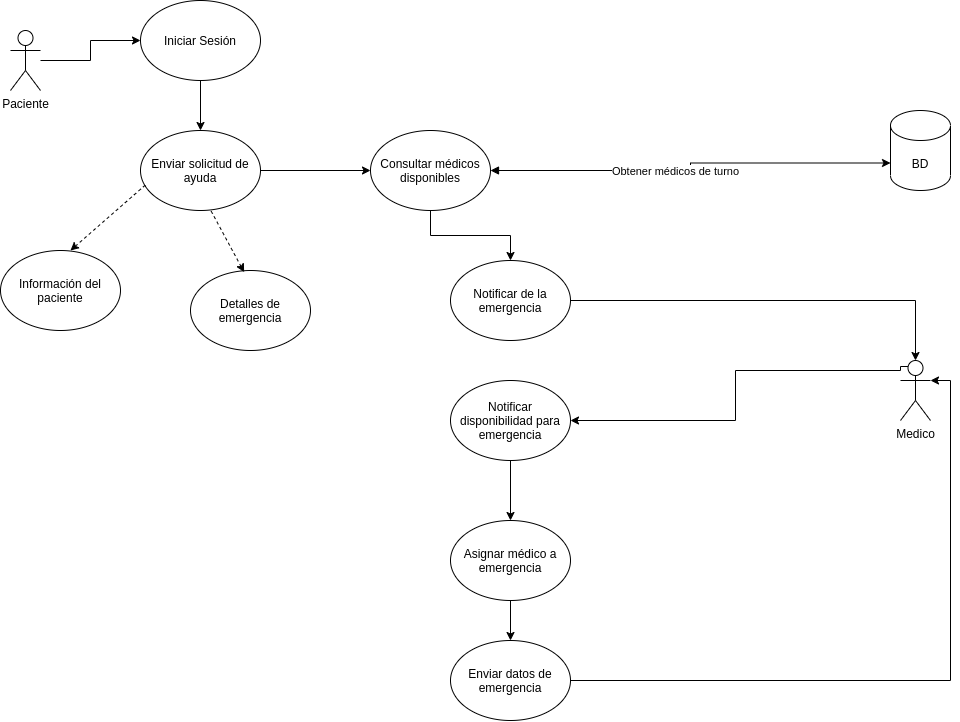 Iniciar Sesión
Paciente
Enviar solicitud de
ayuda
Consultar médicos
disponibles
Obtener médicos de turno
BD
Información del
paciente
Detalles de
emergencia
Notificar de la
emergencia
Notificar
disponibilidad para
emergencia
Medico
Asignar médico a
emergencia
Enviar datos de
emergencia